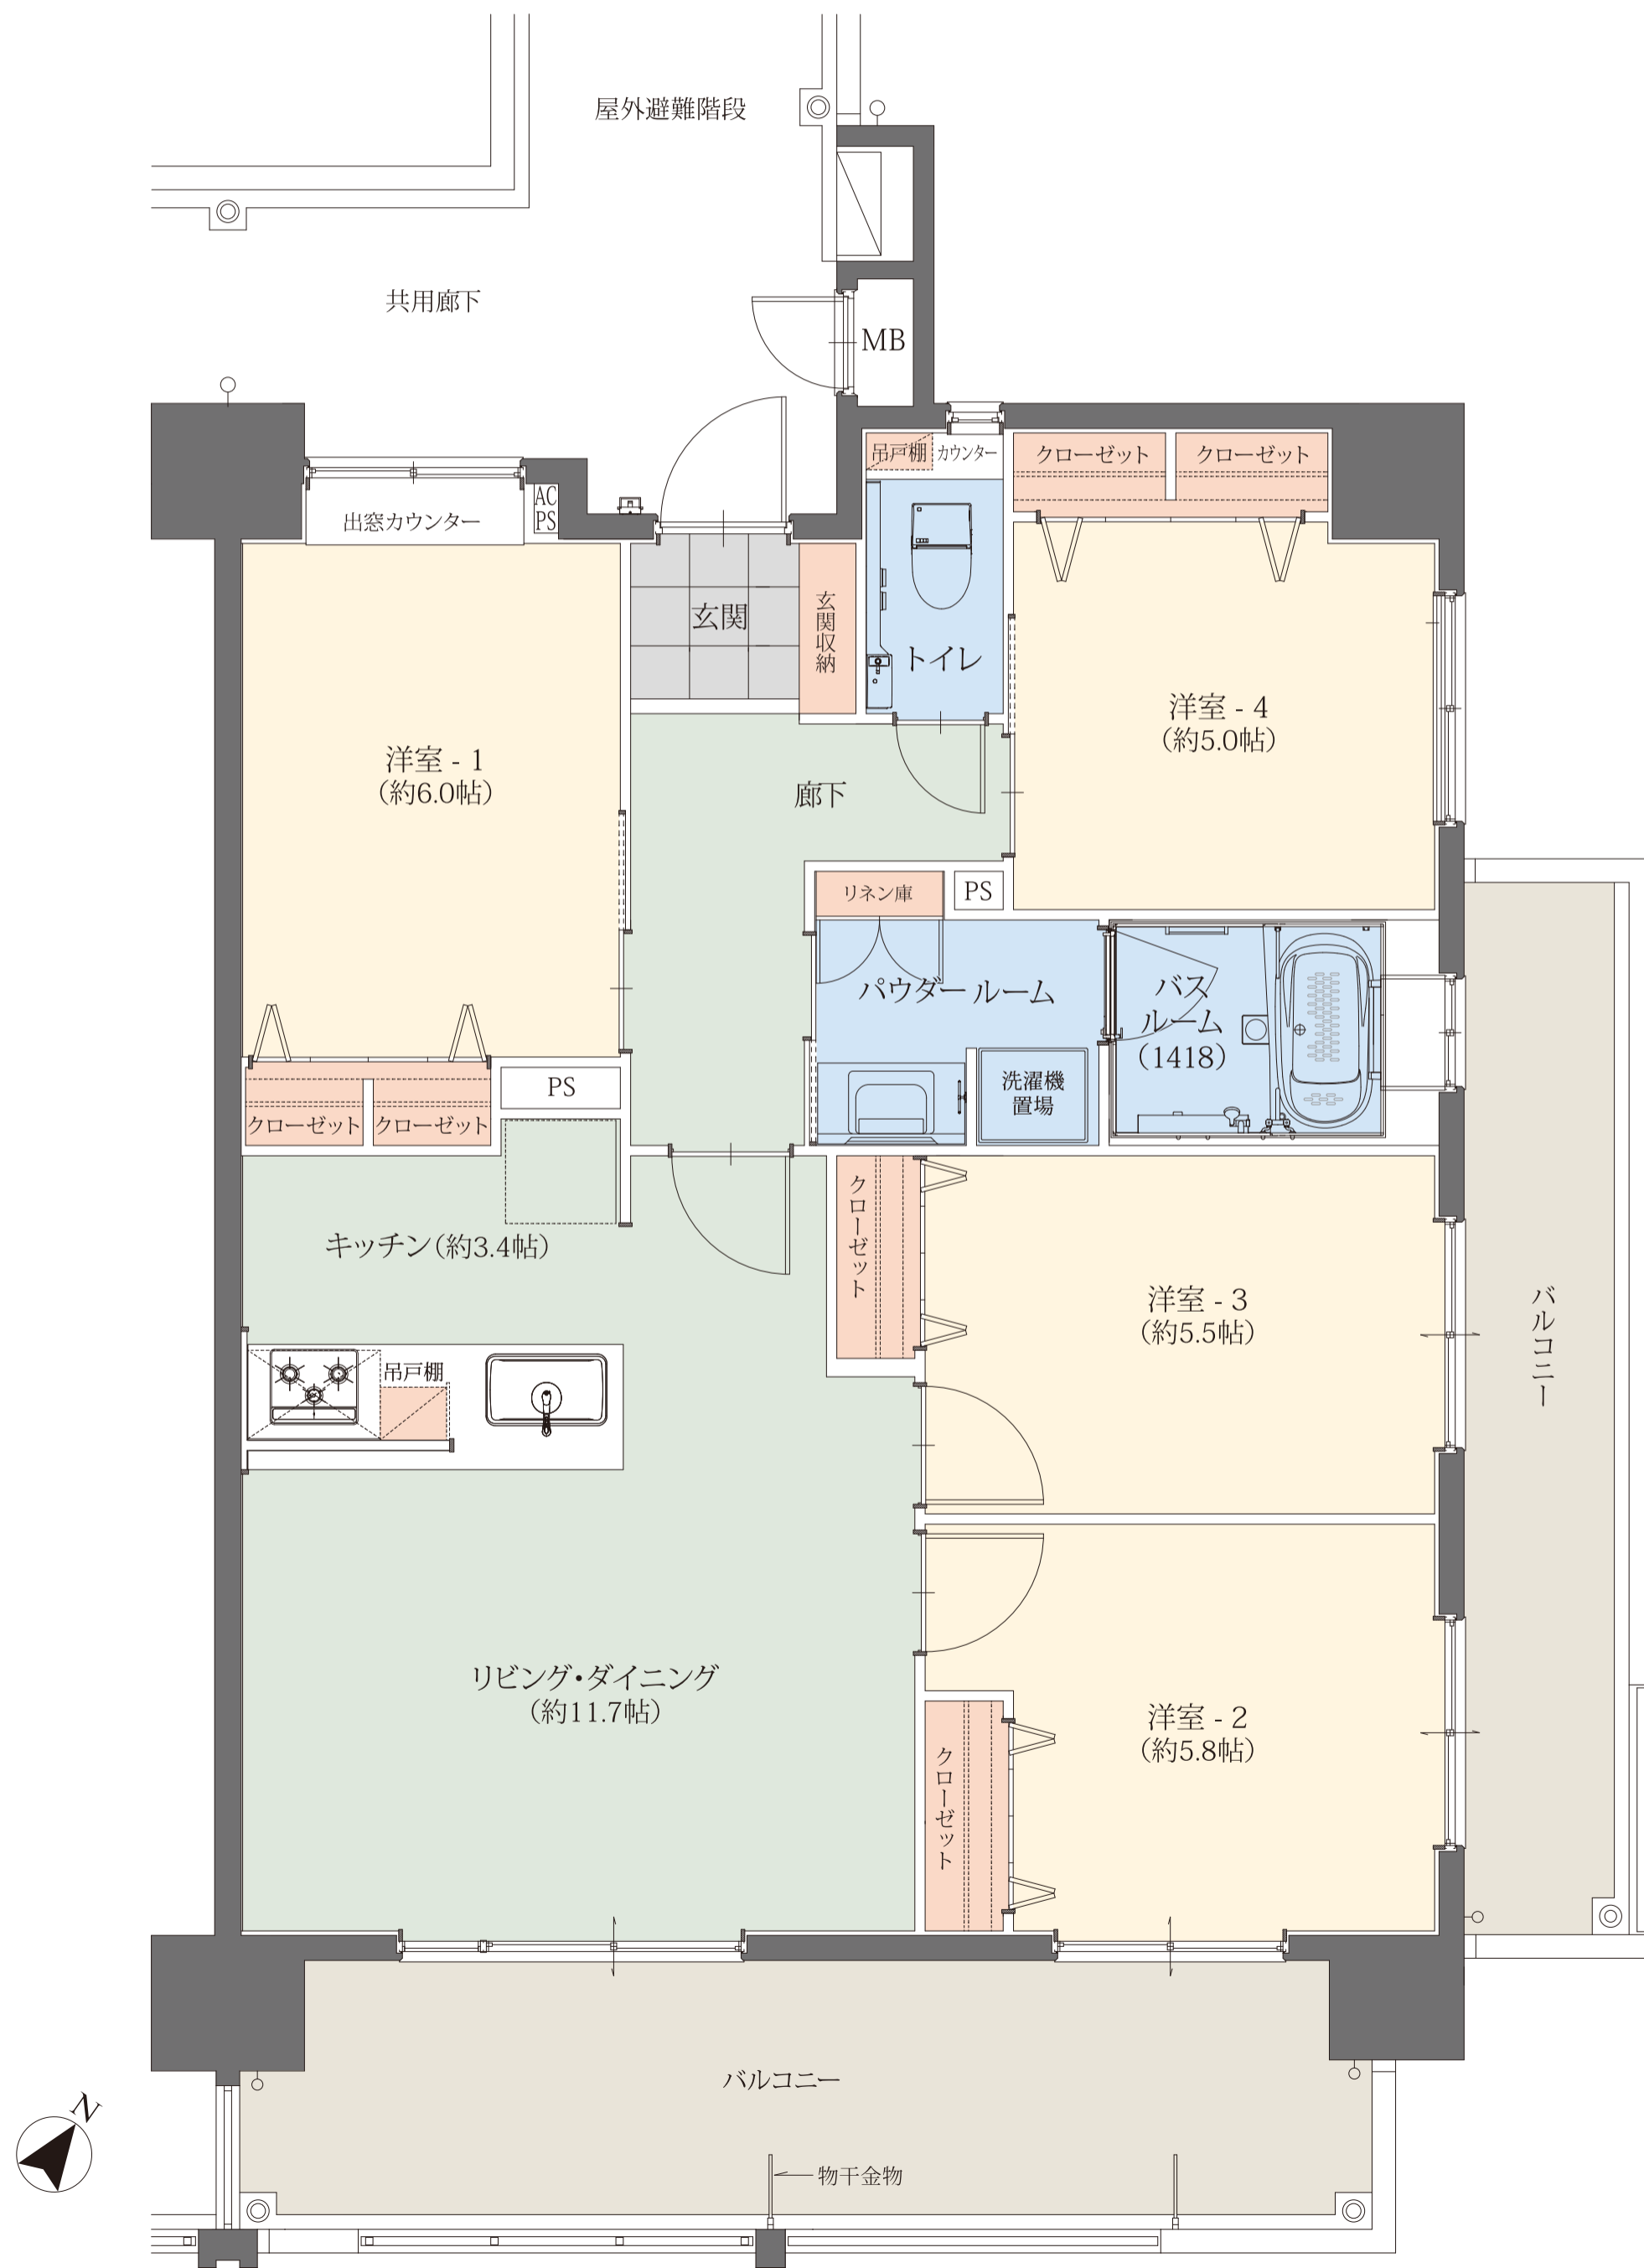 屋外避難階段
共用廊下
MB
吊戸棚
カウンター
クローゼット
クローゼット
AC
PS
出窓カウンター
玄関
玄関収納
トイレ
洋室 - 4
(約5.0帖)
洋室 - 1
(約6.0帖)
廊下
リネン庫
PS
パウダールーム
バス
ルーム
(1418)
洗濯機
置場
PS
クローゼット
クローゼット
クローゼット
キッチン(約3.4帖)
洋室 - 3
(約5.5帖)
バルコニー
吊戸棚
リビング・ダイニング
(約11.7帖)
洋室 - 2
(約5.8帖)
クローゼット
バルコニー
N
物干金物